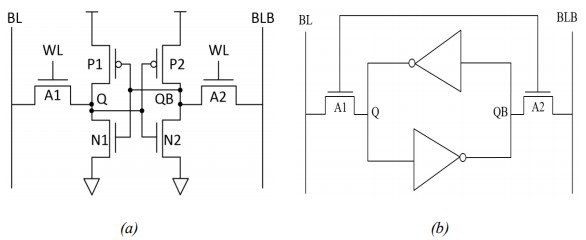 BL BLB
WL P1 P2 WL
A1 Q QB A2
N1 N2
(a)
BL BLB
A1 Q QB A2
(b)